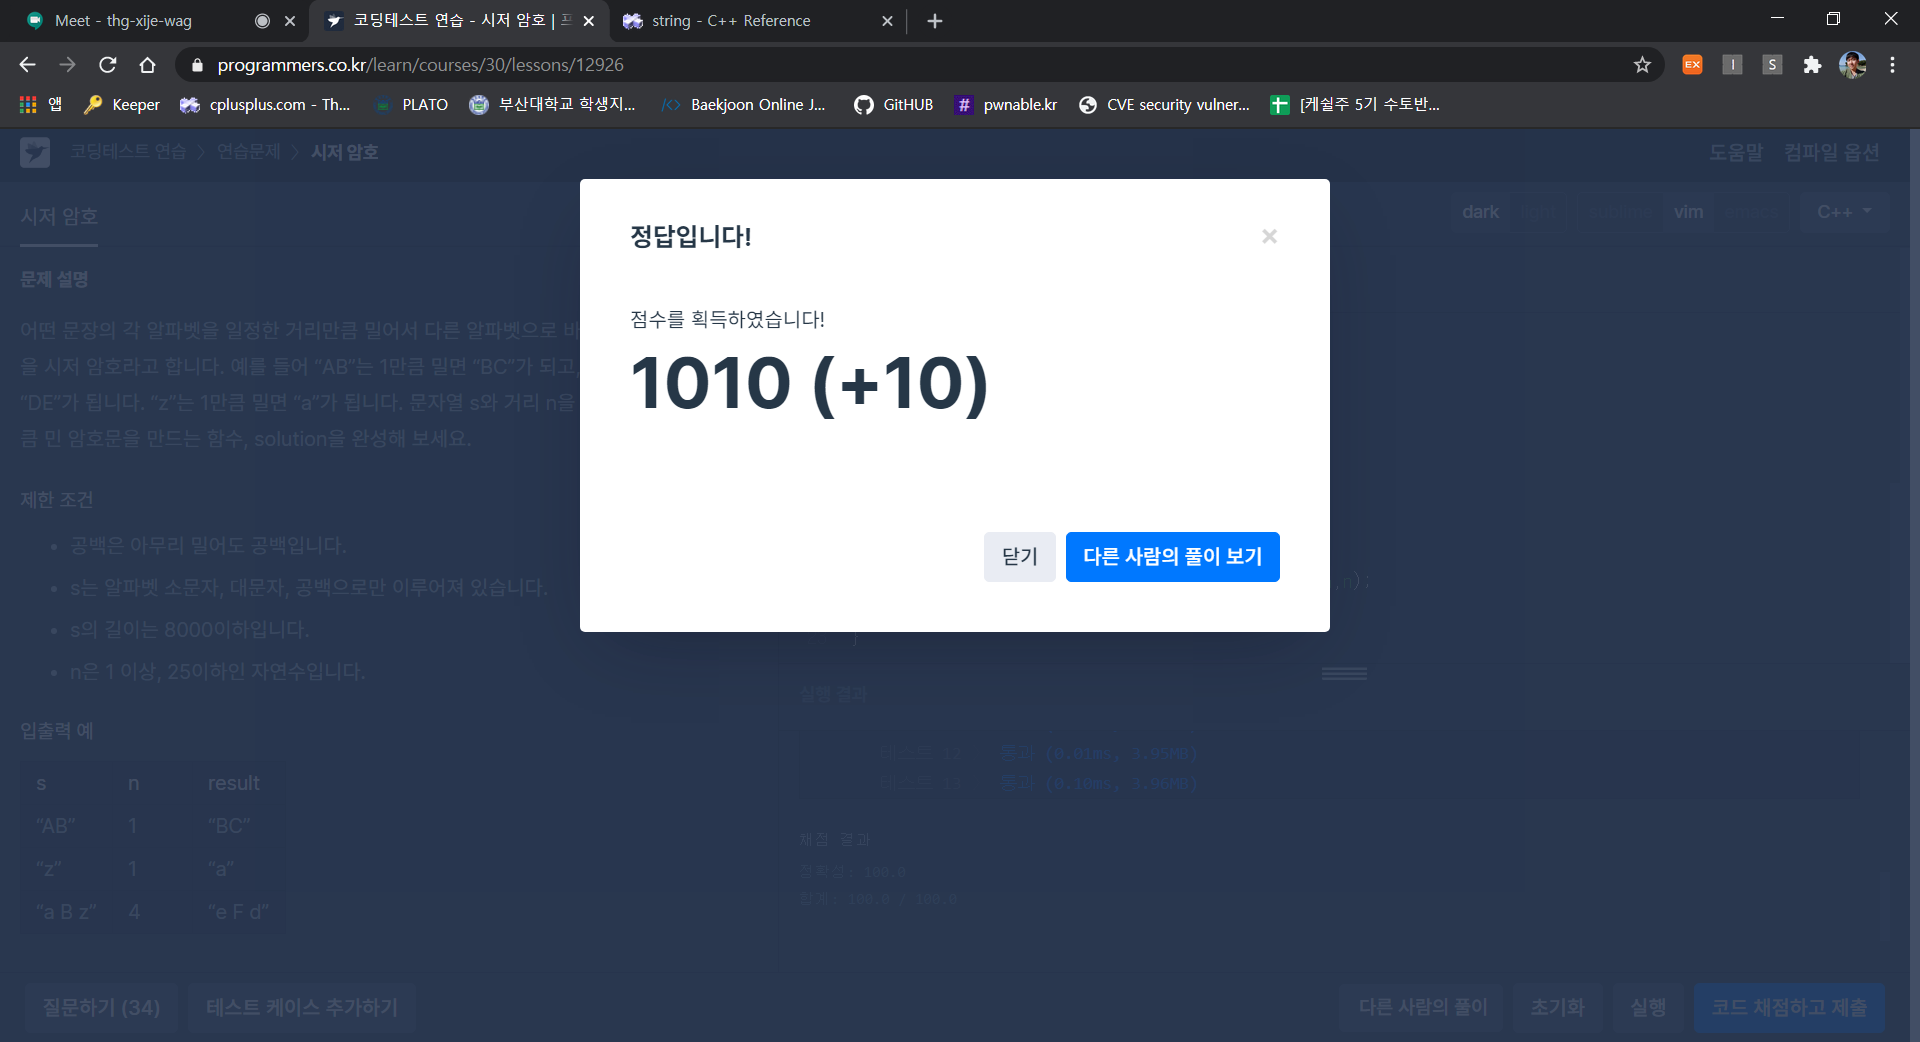 Meet - thg-xije-wag
코딩테스트 연습 - 시저 암호 | 프
string - C++ Reference
programmers.co.kr/learn/courses/30/lessons/12926
EX
I
S
앱
Keeper
cplusplus.com - Th...
PLATO
부산대학교 학생지...
Baekjoon Online J...
GitHUB
# pwnable.kr
CVE security vulner...
[케쉴주 5기 수토반...
코딩테스트 연습 > 연습문제 > 시저 암호
도움말 컴파일 옵션
시저 암호
dark
vim
C++
문제 설명
어떤 문장의 각 알파벳을 일정한 거리만큼 밀어서 다른 알파벳으로 바
을 시저 암호라고 합니다. 예를 들어 “AB”는 1만큼 밀면 “BC”가 되고,
“DE”가 됩니다. “z”는 1만큼 밀면 “a”가 됩니다. 문자열 s와 거리 n을
큼 민 암호문을 만드는 함수, solution을 완성해 보세요.
제한 조건
• 공백은 아무리 밀어도 공백입니다.
• s는 알파벳 소문자, 대문자, 공백으로만 이루어져 있습니다.
• s의 길이는 8000이하입니다.
• n은 1 이상, 25이하인 자연수입니다.
입출력 예
s n result
“AB” 1 “BC”
“z” 1 “a”
“a B z” 4 “e F d”
정답입니다!
×
점수를 획득하였습니다!
1010 (+10)
닫기
다른 사람의 풀이 보기
,n);
}
실행 결과
통과 (0.01ms, 3.95MB)
테스트 13 통과 (0.10ms, 3.96MB)
채점 결과
정확성: 100.0
합계: 100.0 / 100.0
질문하기 (34)
테스트 케이스 추가하기
다른 사람의 풀이
초기화
실행
코드 채점하고 제출